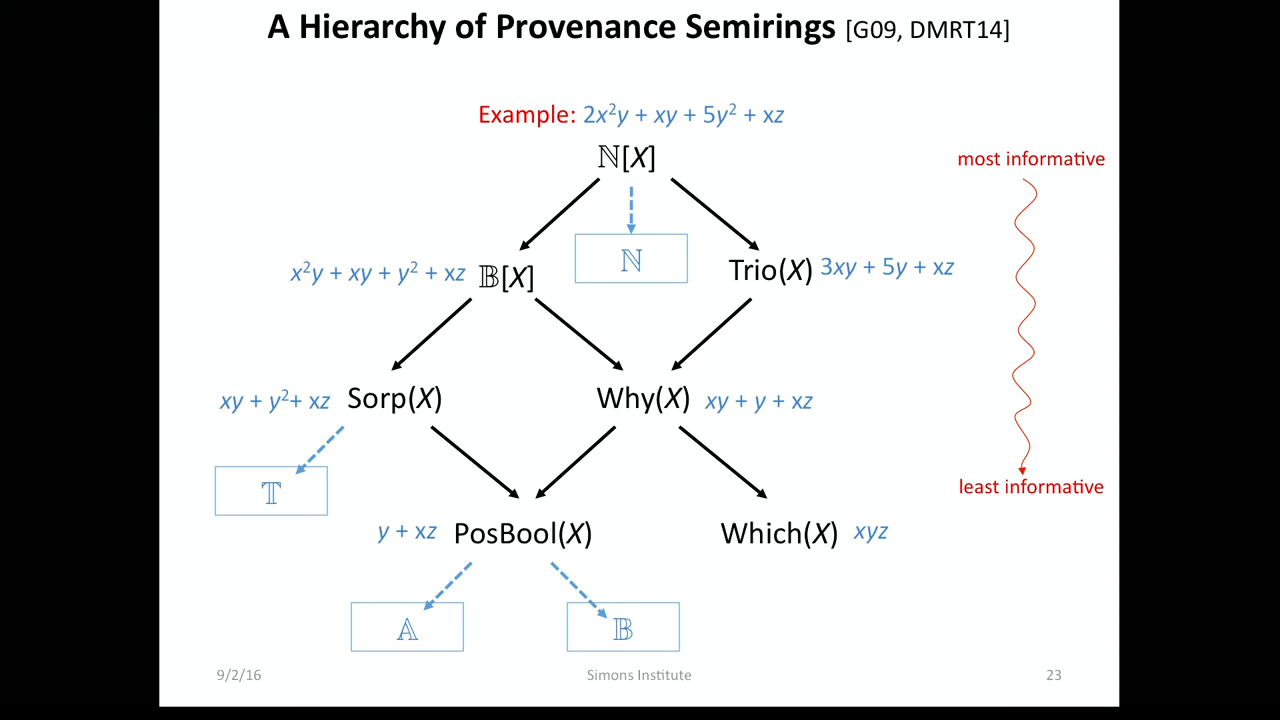 A Hierarchy of Provenance Semirings [G09, DMRT14]
Example: 2x²y + xy + 5y² + xz
ℕ[X]
most informative
ℕ
x²y + xy + y² + xz 𝔹[X]
Trio(X) 3xy + 5y + xz
xy + y² + xz Sorp(X)
Why(X) xy + y + xz
𝕋
least informative
y + xz PosBool(X)
Which(X) xyz
𝔸
𝔹
9/2/16
Simons Institute
23